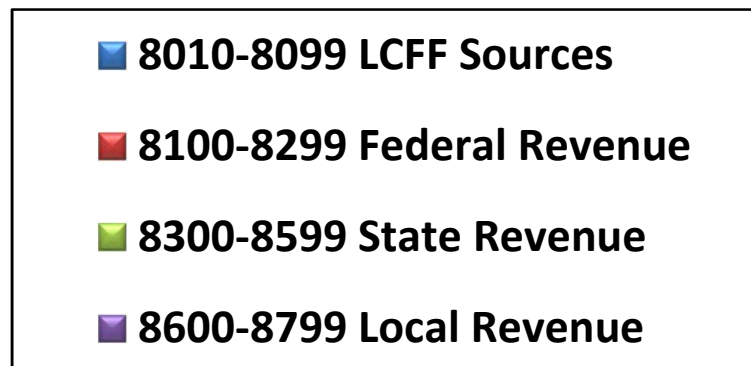 8010-8099 LCFF Sources
8100-8299 Federal Revenue
8300-8599 State Revenue
8600-8799 Local Revenue